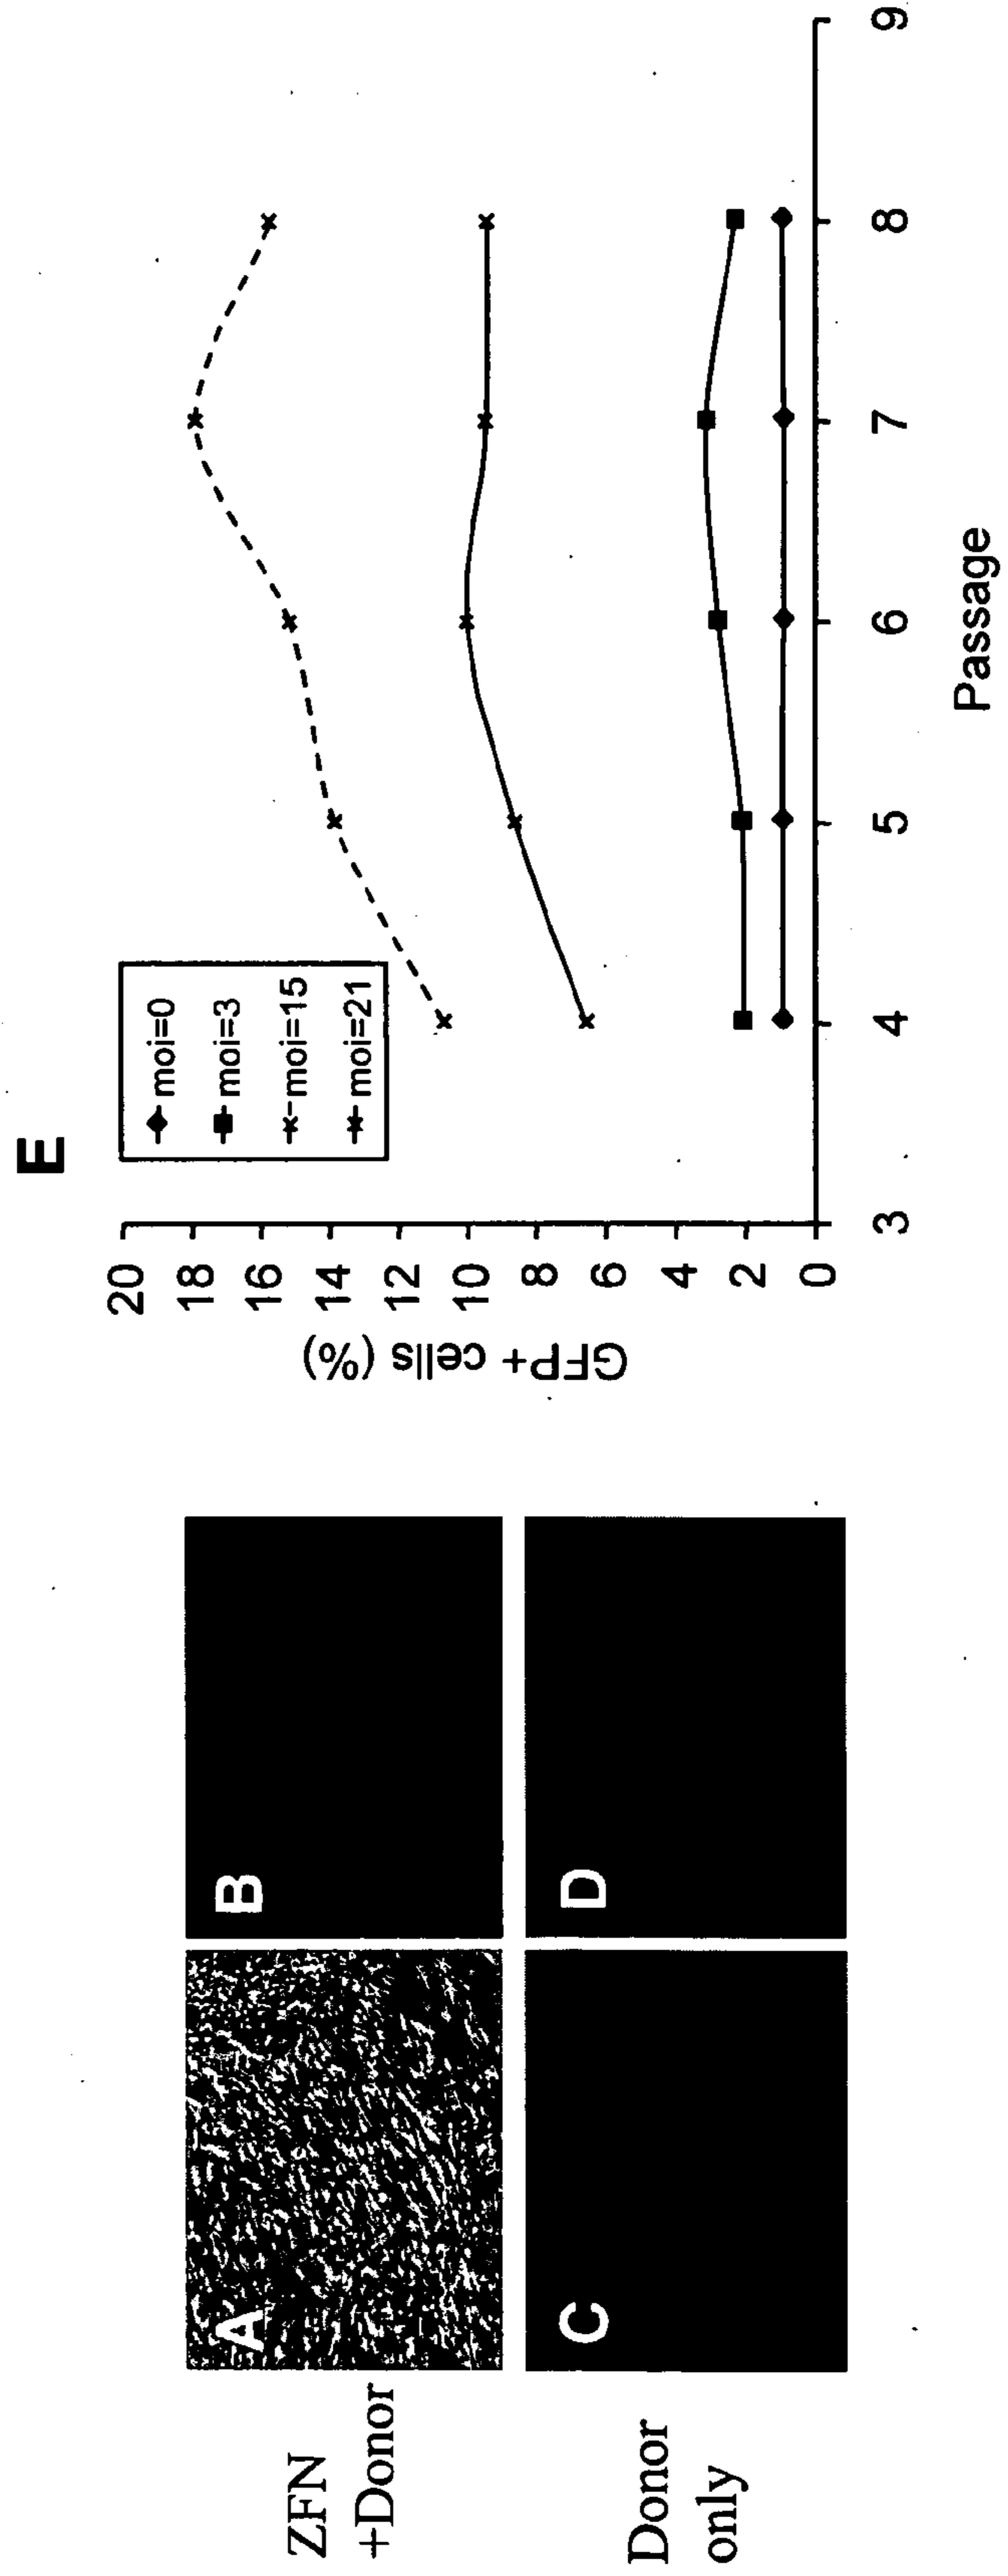 ZFN
+Donor
Donor
only
A
B
C
D
E
GFP+ cells (%)
20
18
16
14
12
10
8
6
4
2
0
moi=0
moi=3
moi=15
moi=21
3
4
5
6
7
8
9
Passage